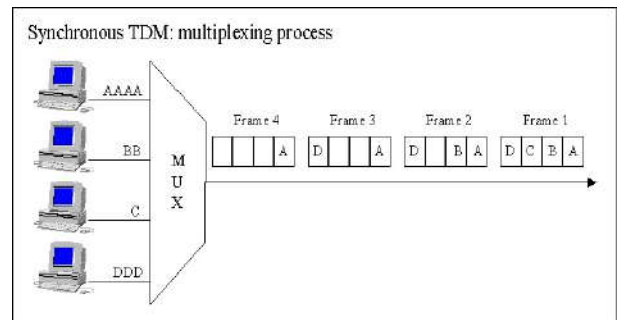 Synchronous TDM: multiplexing process
AAAA
BB
C
DDD
M
U
X
Frame 4 Frame 3 Frame 2 Frame 1
A D A D B A D C B A